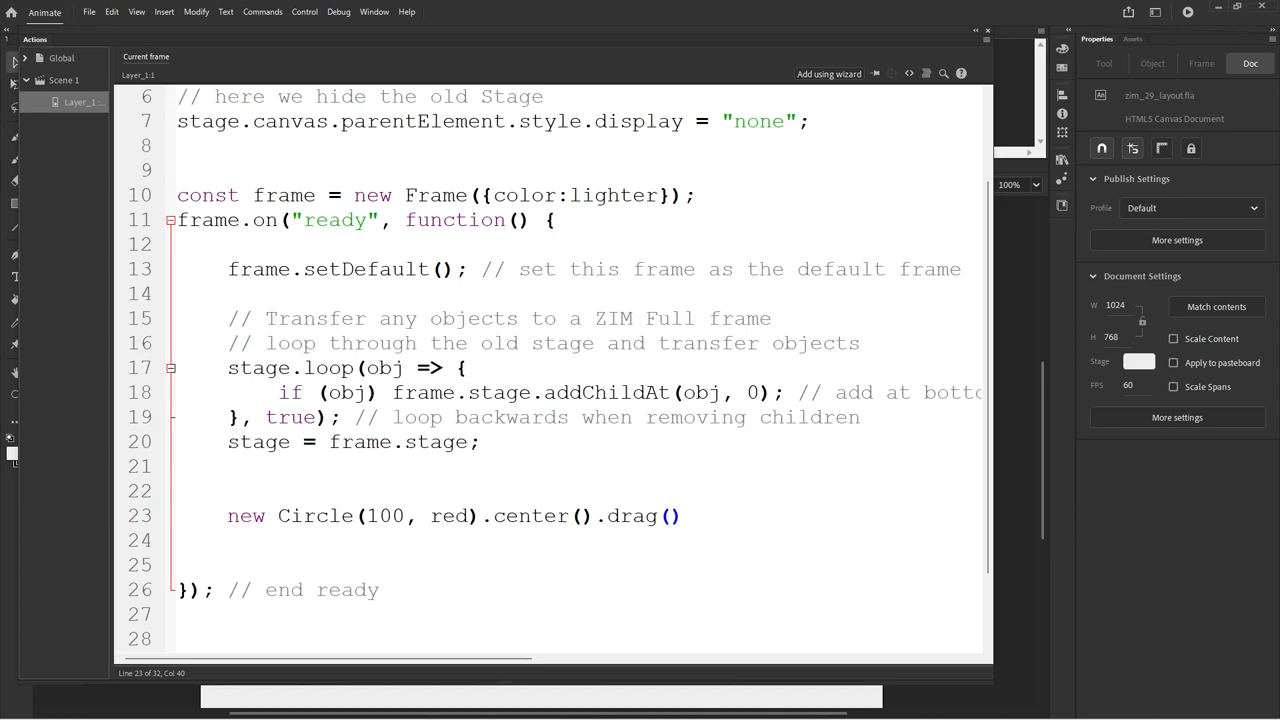 Animate File Edit View Insert Modify Text Commands Control Debug Window Help
Actions
Global
Scene 1
Layer_1 :...
Current frame
Layer_1:1
Add using wizard
6 // here we hide the old Stage
7 stage.canvas.parentElement.style.display = "none";
8
9
10 const frame = new Frame({color:lighter});
11 frame.on("ready", function() {
12
13 frame.setDefault(); // set this frame as the default frame
14
15 // Transfer any objects to a ZIM Full frame
16 // loop through the old stage and transfer objects
17 stage.loop(obj => {
18 if (obj) frame.stage.addChildAt(obj, 0); // add at botto
19 }, true); // loop backwards when removing children
20 stage = frame.stage;
21
22
23 new Circle(100, red).center().drag()
24
25
26 }); // end ready
27
28
Line 23 of 32, Col 40
100%
Properties Assets
Tool Object Frame Doc
An zim_29_layout.fla
HTML5 Canvas Document
Publish Settings
Profile Default
More settings
Document Settings
W 1024 Match contents
H 768 Scale Content
Stage Apply to pasteboard
FPS 60 Scale Spans
More settings